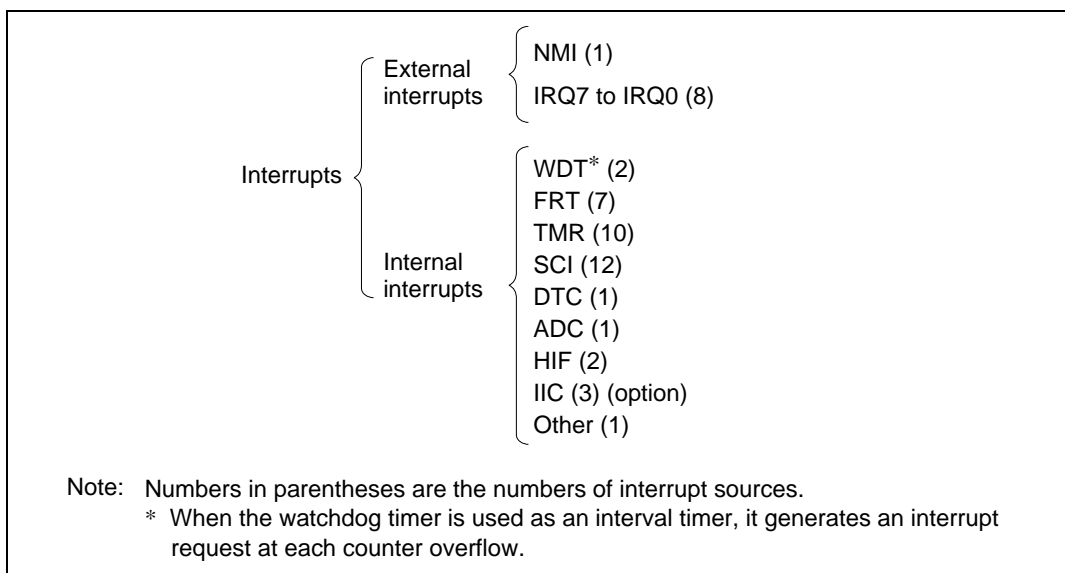 Interrupts
External
interrupts
NMI (1)
IRQ7 to IRQ0 (8)
Internal
interrupts
WDT* (2)
FRT (7)
TMR (10)
SCI (12)
DTC (1)
ADC (1)
HIF (2)
IIC (3) (option)
Other (1)
Note: Numbers in parentheses are the numbers of interrupt sources.
* When the watchdog timer is used as an interval timer, it generates an interrupt
request at each counter overflow.